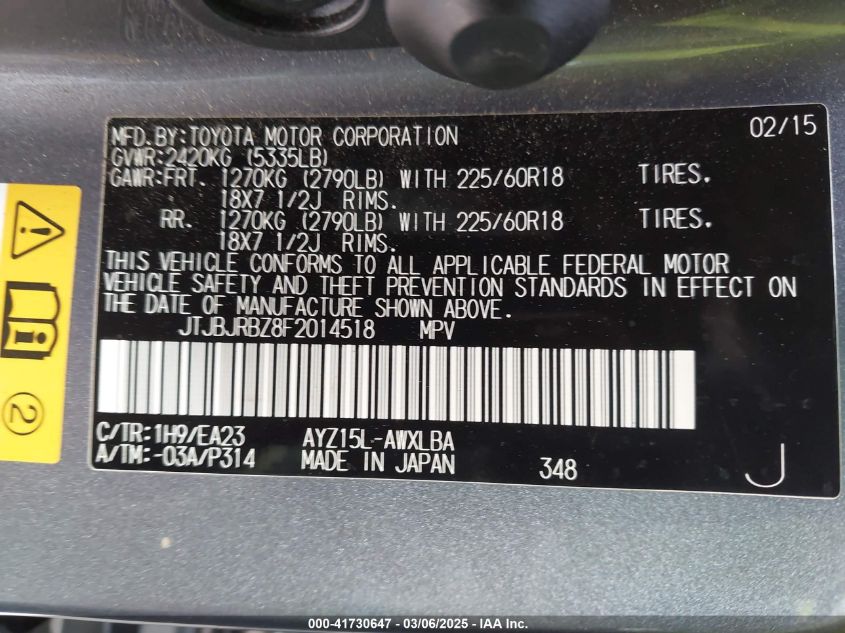 MFD.BY:TOYOTA MOTOR CORPORATION 02/15
GVWR:2420KG (5335LB)
GAWR:FRT. 1270KG (2790LB) WITH 225/60R18 TIRES.
18X7 1/2J RIMS.
RR. 1270KG (2790LB) WITH 225/60R18 TIRES.
18X7 1/2J RIMS.
THIS VEHICLE CONFORMS TO ALL APPLICABLE FEDERAL MOTOR
VEHICLE SAFETY AND THEFT PREVENTION STANDARDS IN EFFECT ON
THE DATE OF MANUFACTURE SHOWN ABOVE.
JTJBJRBZ8F2014518 MPV
C/TR:1H9/EA23 AYZ15L-AWXLBA
A/TM:-03A/P314 MADE IN JAPAN 348 J
2
000-41730647 — 03/06/2025 — IAA Inc.